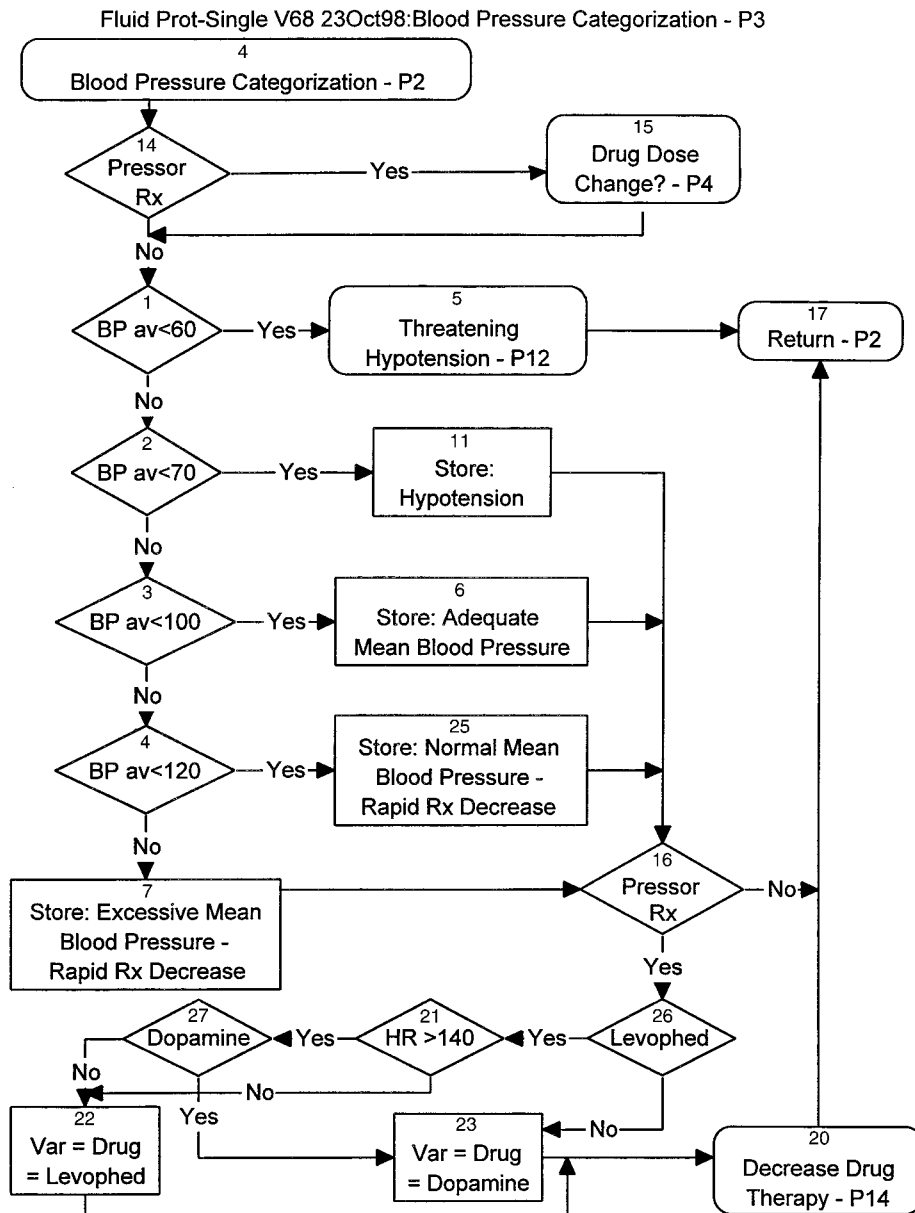 Fluid Prot-Single V68 23Oct98:Blood Pressure Categorization - P3
4
Blood Pressure Categorization - P2
14
Pressor
Rx
Yes
15
Drug Dose
Change? - P4
No
1
BP av<60
Yes
5
Threatening
Hypotension - P12
17
Return - P2
No
2
BP av<70
Yes
11
Store:
Hypotension
No
3
BP av<100
Yes
6
Store: Adequate
Mean Blood Pressure
No
4
BP av<120
Yes
25
Store: Normal Mean
Blood Pressure -
Rapid Rx Decrease
No
7
Store: Excessive Mean
Blood Pressure -
Rapid Rx Decrease
16
Pressor
Rx
No
Yes
27
Dopamine
Yes
21
HR >140
Yes
26
Levophed
No
No
Yes
No
22
Var = Drug
= Levophed
23
Var = Drug
= Dopamine
20
Decrease Drug
Therapy - P14